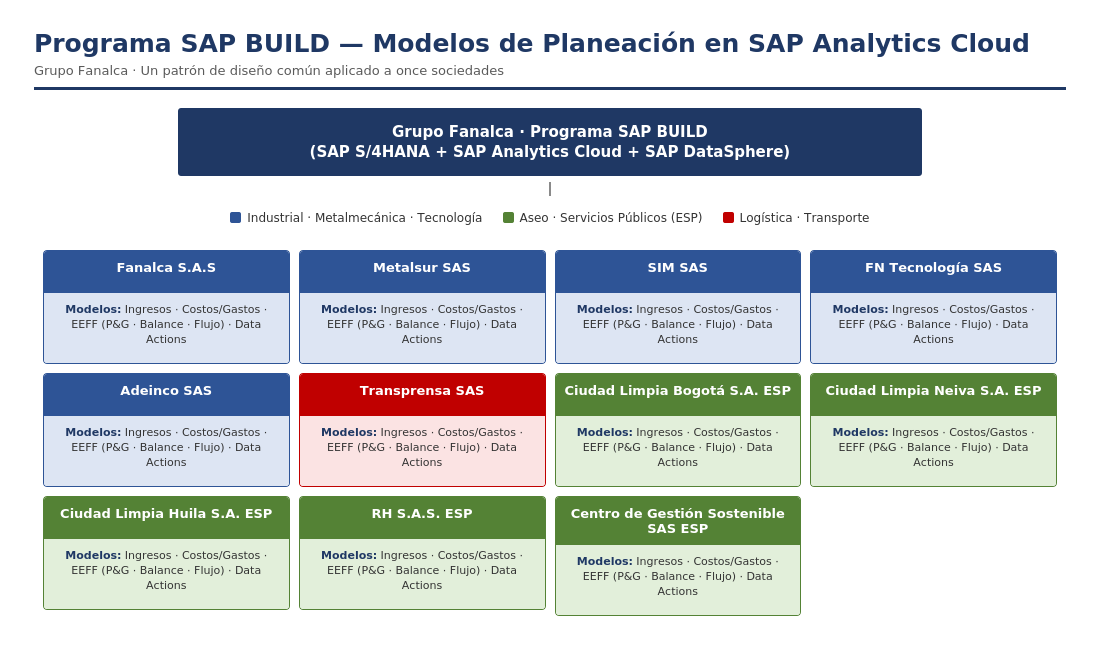 Programa SAP BUILD — Modelos de Planeación en SAP Analytics Cloud
Grupo Fanalca · Un patrón de diseño común aplicado a once sociedades
Grupo Fanalca · Programa SAP BUILD
(SAP S/4HANA + SAP Analytics Cloud + SAP DataSphere)
Industrial · Metalmecánica · Tecnología
Aseo · Servicios Públicos (ESP)
Logística · Transporte
Fanalca S.A.S
Modelos: Ingresos · Costos/Gastos ·
EEFF (P&G · Balance · Flujo) · Data
Actions
Metalsur SAS
Modelos: Ingresos · Costos/Gastos ·
EEFF (P&G · Balance · Flujo) · Data
Actions
SIM SAS
Modelos: Ingresos · Costos/Gastos ·
EEFF (P&G · Balance · Flujo) · Data
Actions
FN Tecnología SAS
Modelos: Ingresos · Costos/Gastos ·
EEFF (P&G · Balance · Flujo) · Data
Actions
Adeinco SAS
Modelos: Ingresos · Costos/Gastos ·
EEFF (P&G · Balance · Flujo) · Data
Actions
Transprensa SAS
Modelos: Ingresos · Costos/Gastos ·
EEFF (P&G · Balance · Flujo) · Data
Actions
Ciudad Limpia Bogotá S.A. ESP
Modelos: Ingresos · Costos/Gastos ·
EEFF (P&G · Balance · Flujo) · Data
Actions
Ciudad Limpia Neiva S.A. ESP
Modelos: Ingresos · Costos/Gastos ·
EEFF (P&G · Balance · Flujo) · Data
Actions
Ciudad Limpia Huila S.A. ESP
Modelos: Ingresos · Costos/Gastos ·
EEFF (P&G · Balance · Flujo) · Data
Actions
RH S.A.S. ESP
Modelos: Ingresos · Costos/Gastos ·
EEFF (P&G · Balance · Flujo) · Data
Actions
Centro de Gestión Sostenible
SAS ESP
Modelos: Ingresos · Costos/Gastos ·
EEFF (P&G · Balance · Flujo) · Data
Actions